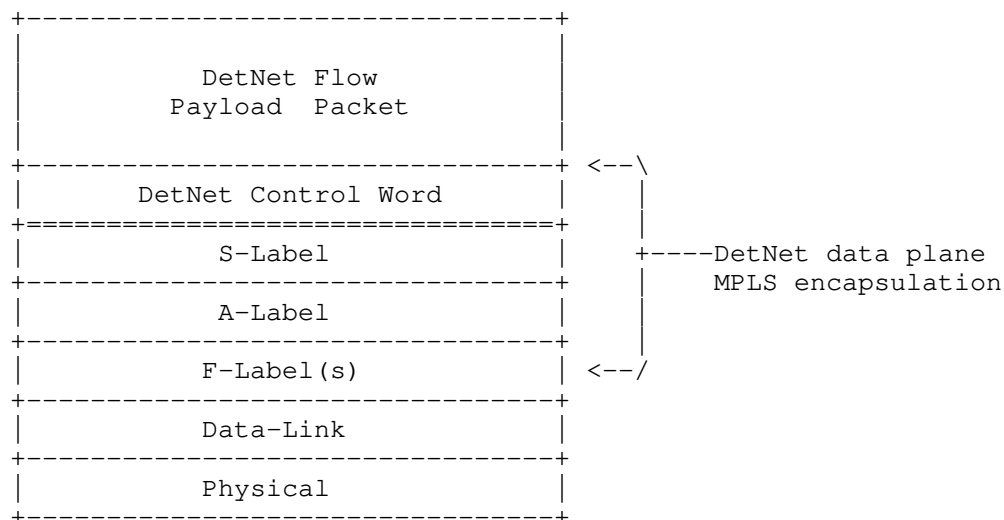 DetNet Flow
Payload Packet
<--\
DetNet Control Word
S-Label
+----DetNet data plane
MPLS encapsulation
A-Label
F-Label(s)
<--/
Data-Link
Physical